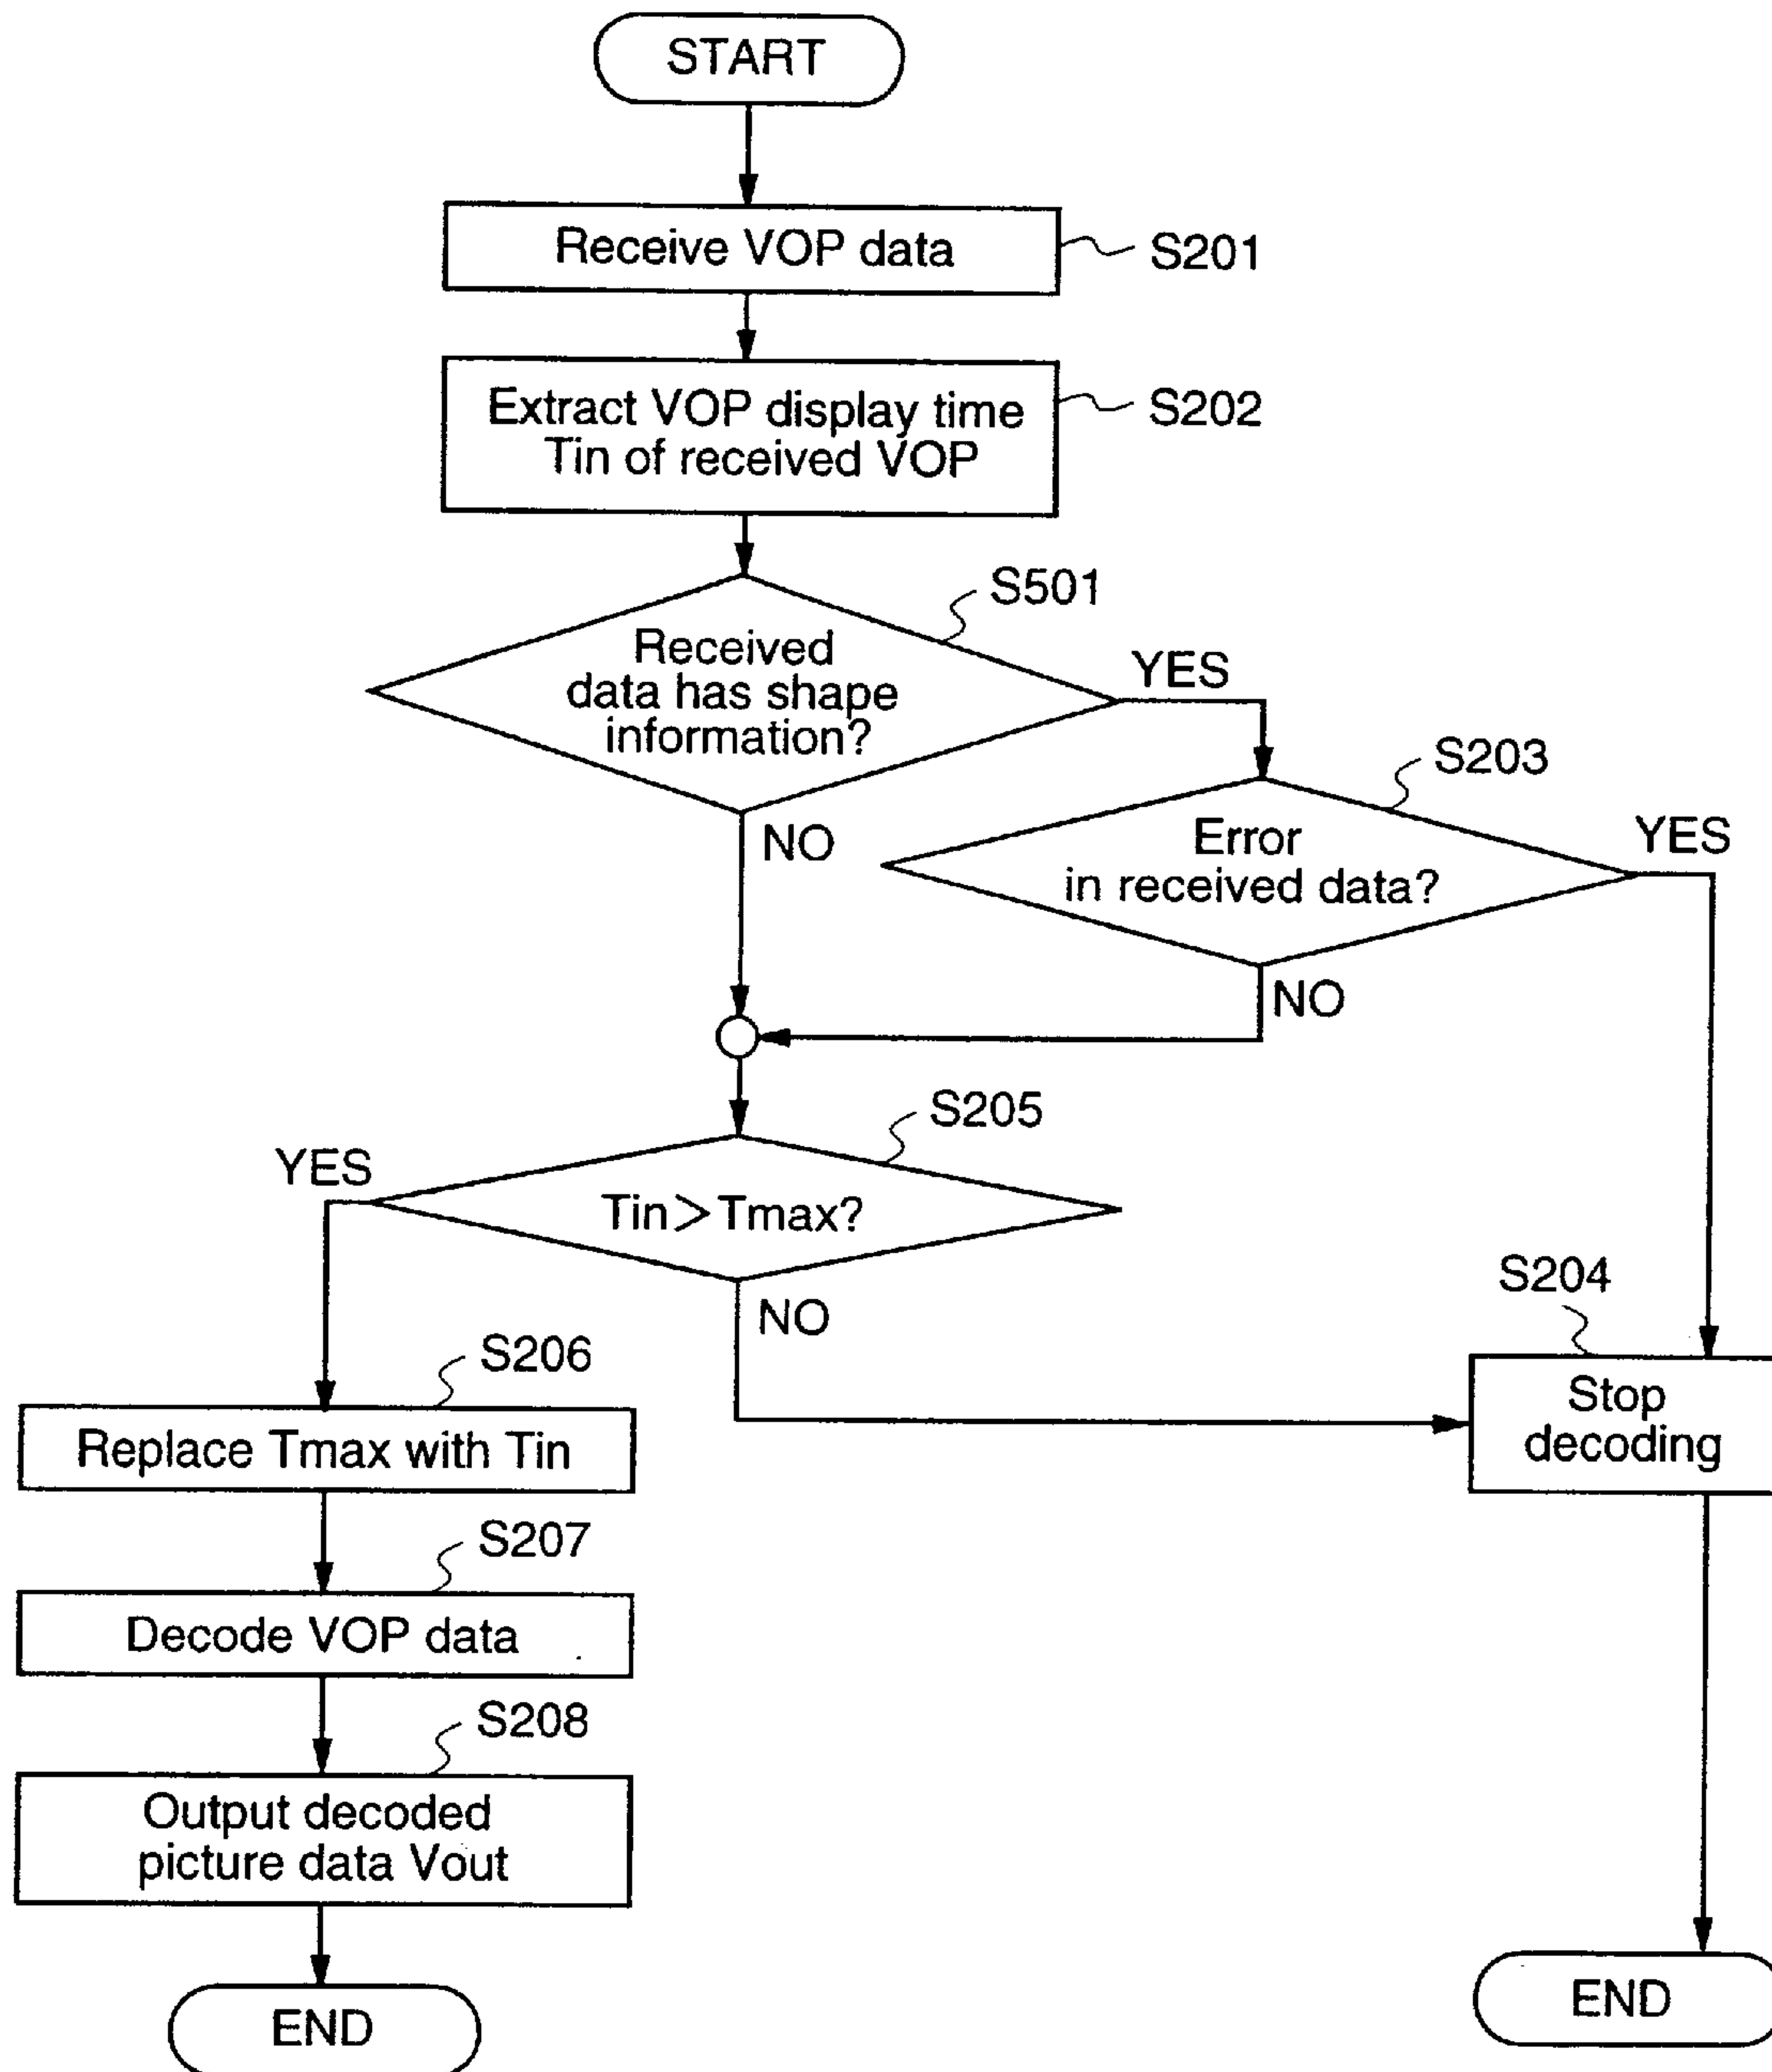 START
Receive VOP data
S201
Extract VOP display time
Tin of received VOP
S202
S501
Received
data has shape
information?
YES
NO
S203
Error
in received data?
YES
NO
S205
Tin>Tmax?
YES
NO
S204
Stop
decoding
S206
Replace Tmax with Tin
S207
Decode VOP data
S208
Output decoded
picture data Vout
END
END